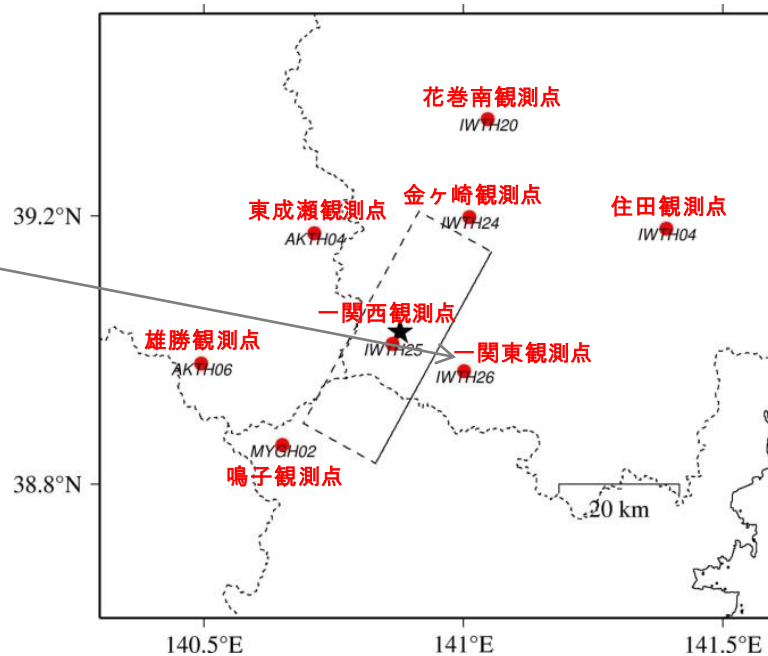 花巻南観測点
IWTH20
金ヶ崎観測点
IWTH24
東成瀬観測点
AKTH04
住田観測点
IWTH04
39.2°N
一関西観測点
IWTH25
雄勝観測点
AKTH06
一関東観測点
IWTH26
MYGH02
鳴子観測点
38.8°N
20 km
140.5°E
141°E
141.5°E